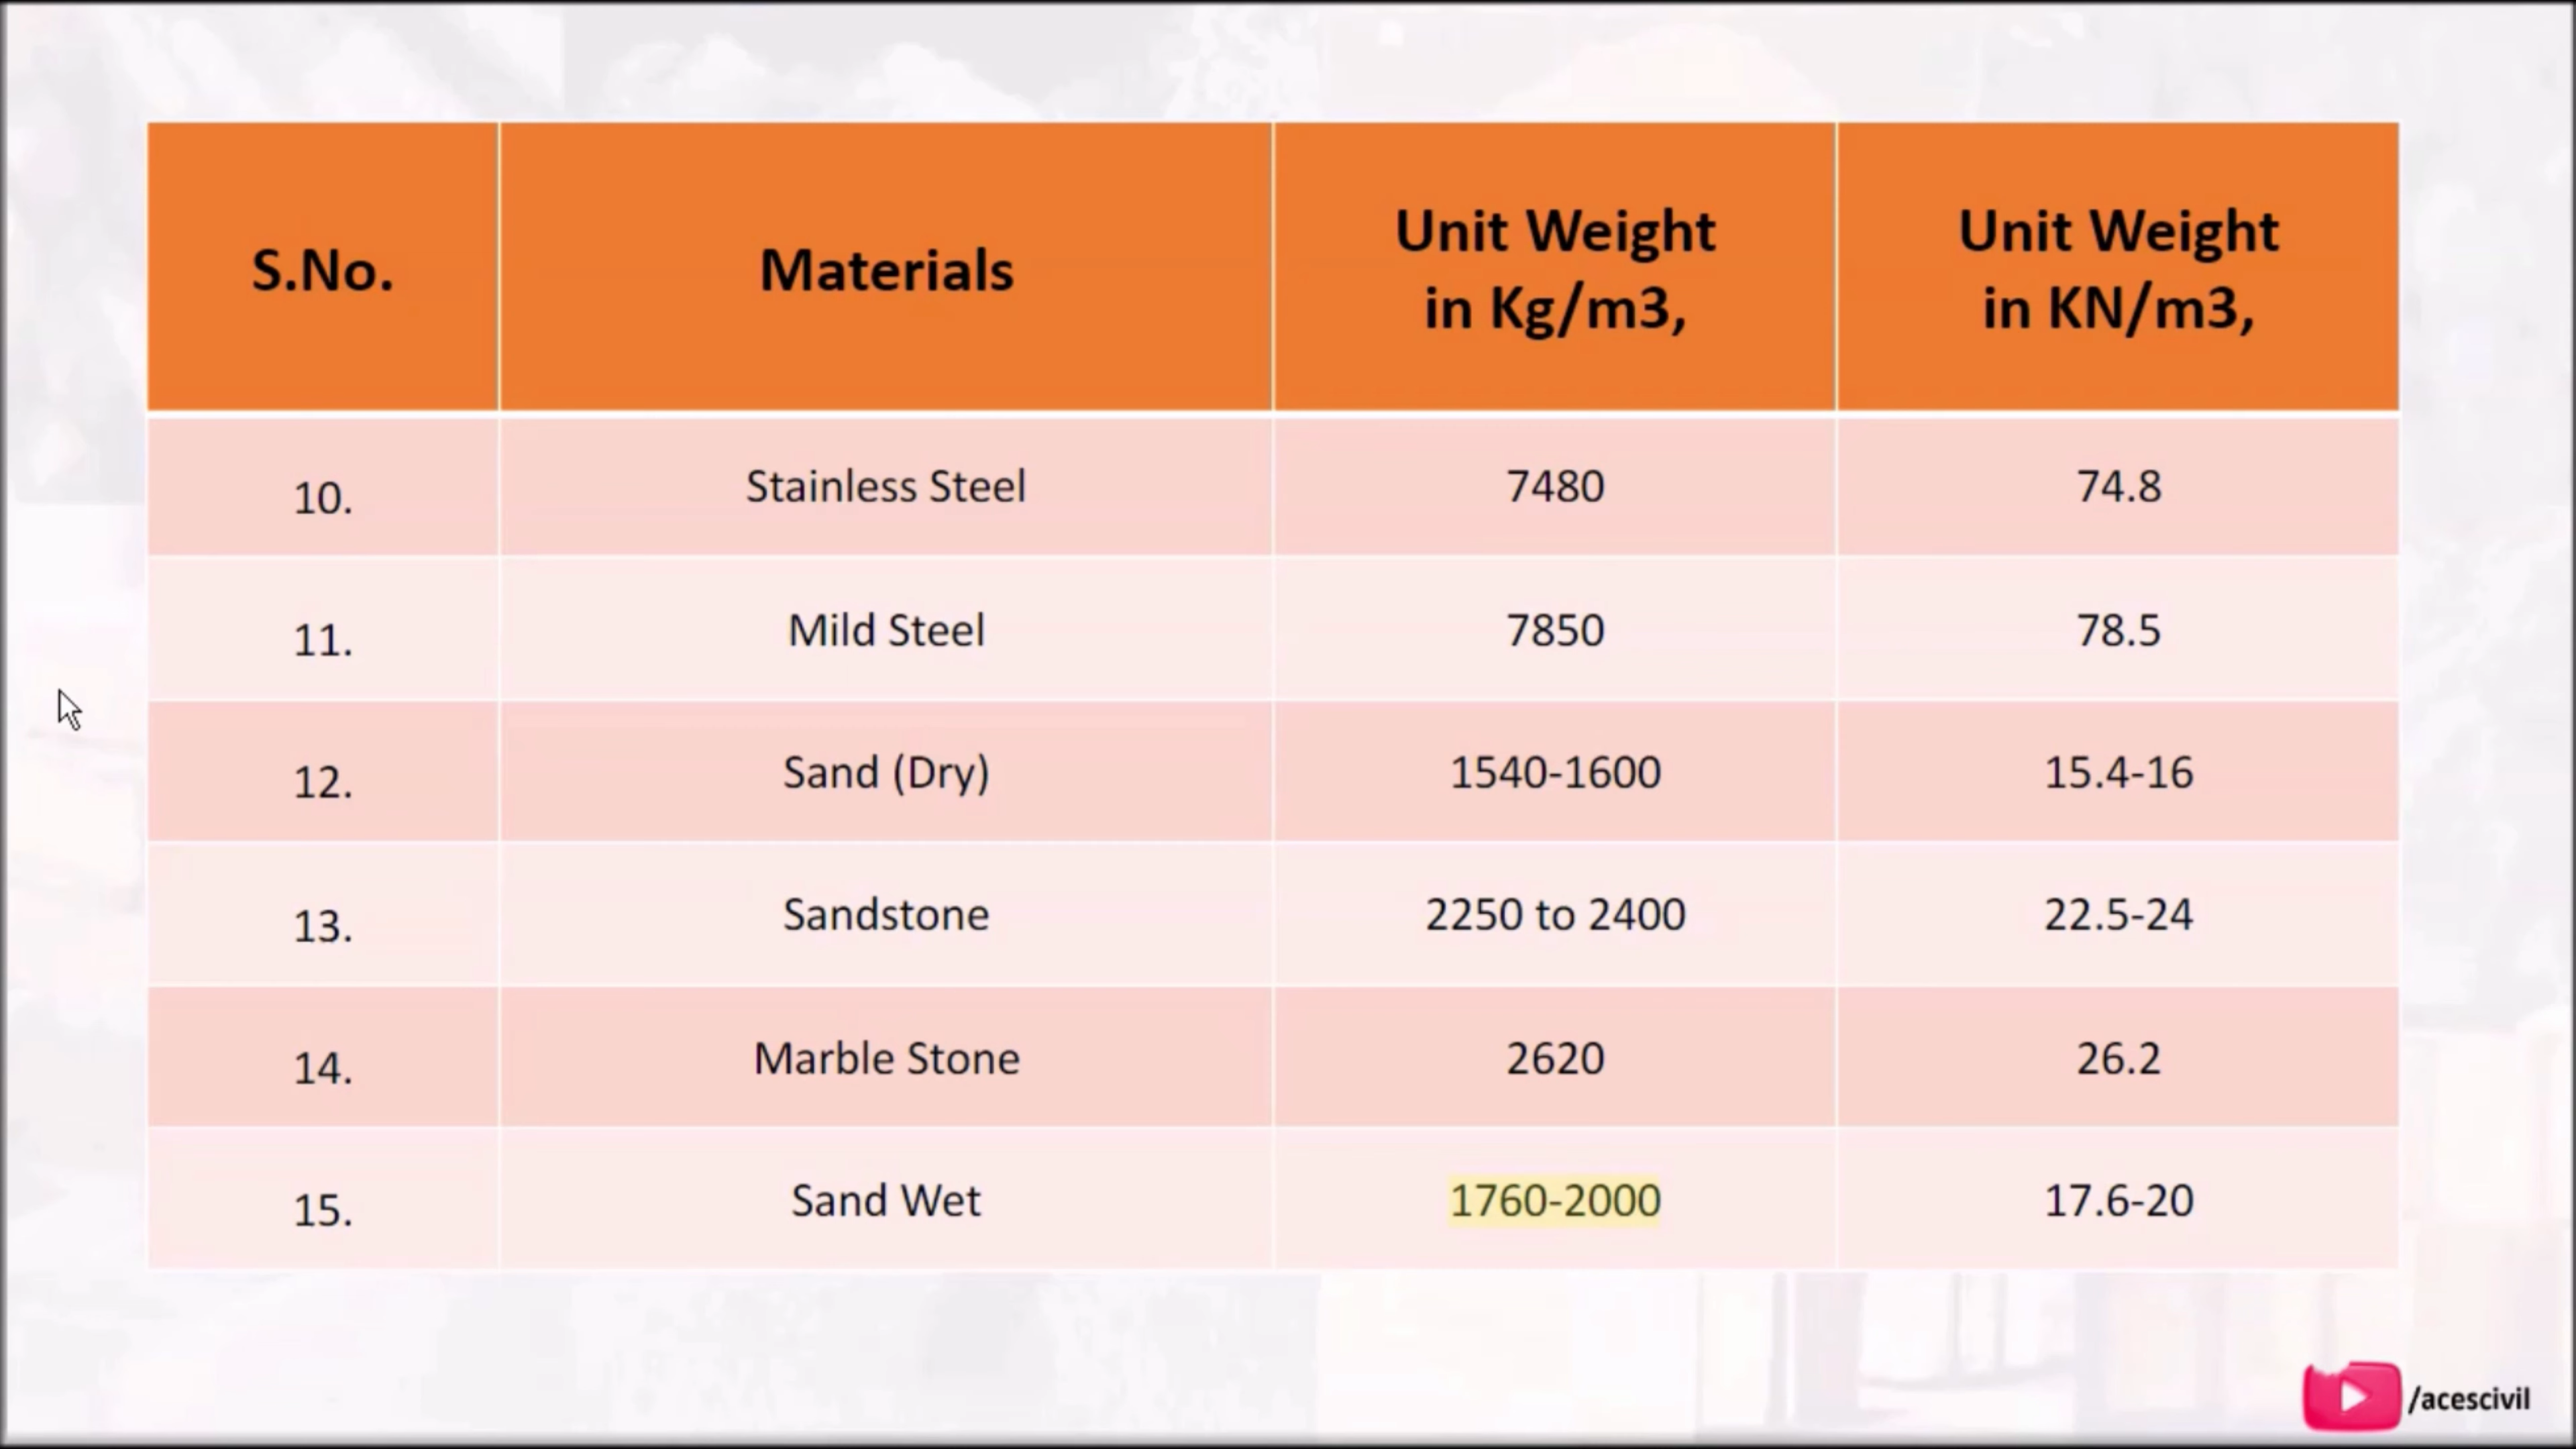 S.No.
Materials
Unit Weight
in Kg/m3,
Unit Weight
in KN/m3,
10.
Stainless Steel
7480
74.8
11.
Mild Steel
7850
78.5
12.
Sand (Dry)
1540-1600
15.4-16
13.
Sandstone
2250 to 2400
22.5-24
14.
Marble Stone
2620
26.2
15.
Sand Wet
1760-2000
17.6-20
/acescivil